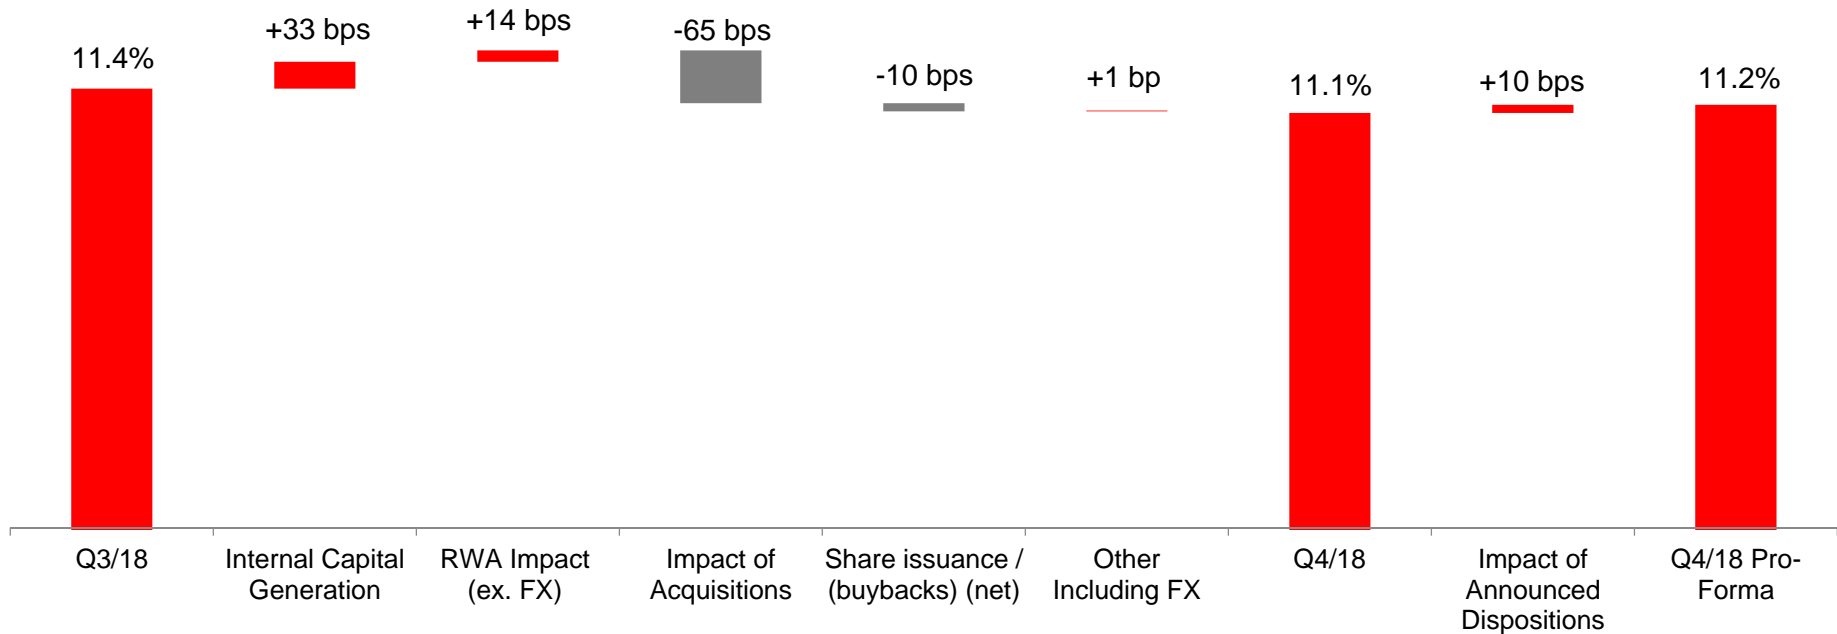 11.4%
+33 bps
+14 bps
-65 bps
-10 bps
+1 bp
11.1%
+10 bps
11.2%
Q3/18
Internal Capital
Generation
RWA Impact
(ex. FX)
Impact of
Acquisitions
Share issuance /
(buybacks) (net)
Other
Including FX
Q4/18
Impact of
Announced
Dispositions
Q4/18 Pro-
Forma